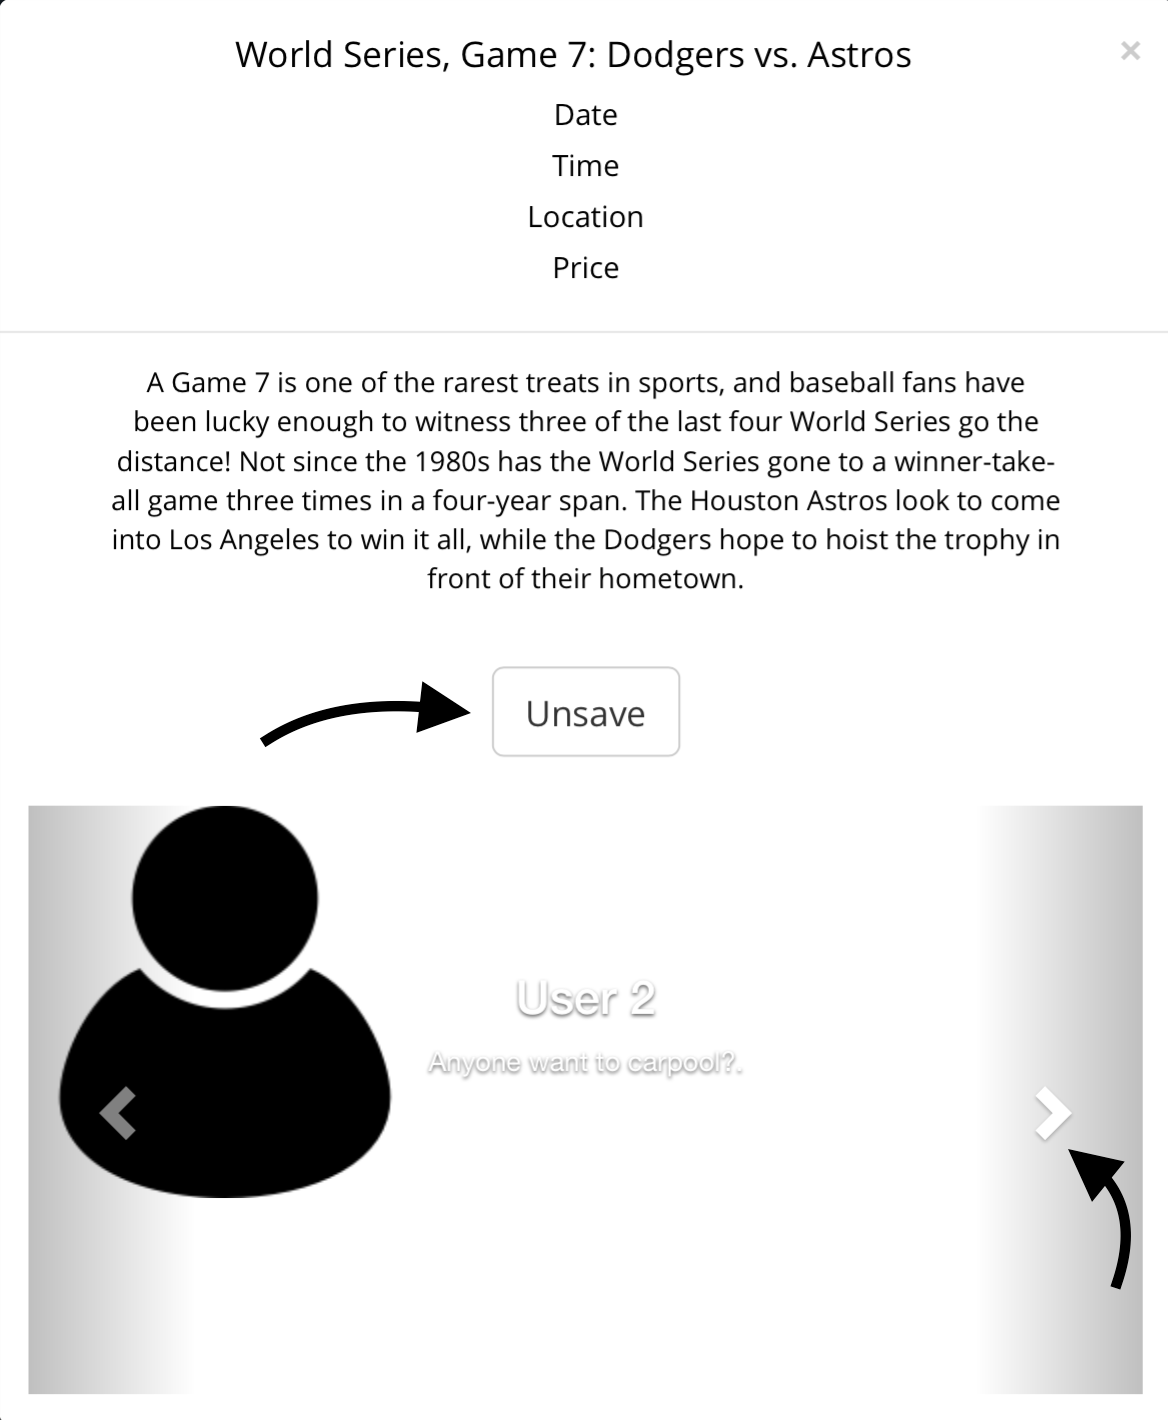 World Series, Game 7: Dodgers vs. Astros
×
Date
Time
Location
Price
A Game 7 is one of the rarest treats in sports, and baseball fans have
been lucky enough to witness three of the last four World Series go the
distance! Not since the 1980s has the World Series gone to a winner-take-
all game three times in a four-year span. The Houston Astros look to come
into Los Angeles to win it all, while the Dodgers hope to hoist the trophy in
front of their hometown.
Unsave
User 2
Anyone want to carpool?.